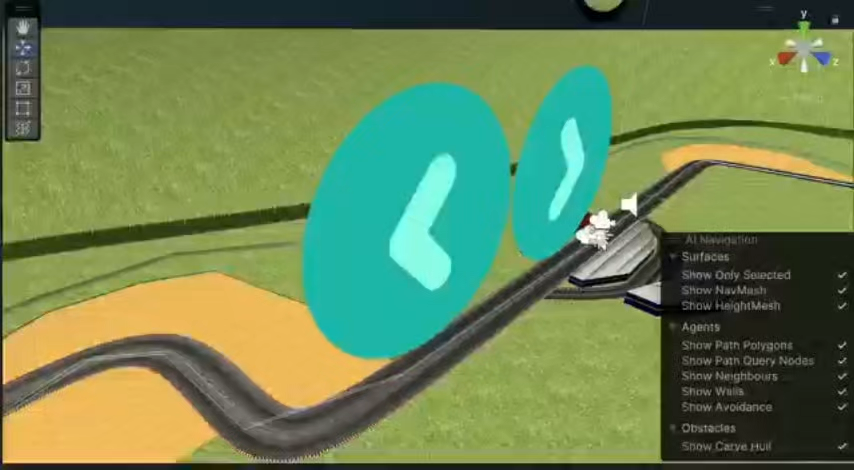 y
x
z
AI Navigation
Surfaces
Show Only Selected
Show NavMesh
Show HeightMesh
Agents
Show Path Polygons
Show Path Query Nodes
Show Neighbours
Show Walls
Show Avoidance
Obstacles
Show Carve Hull